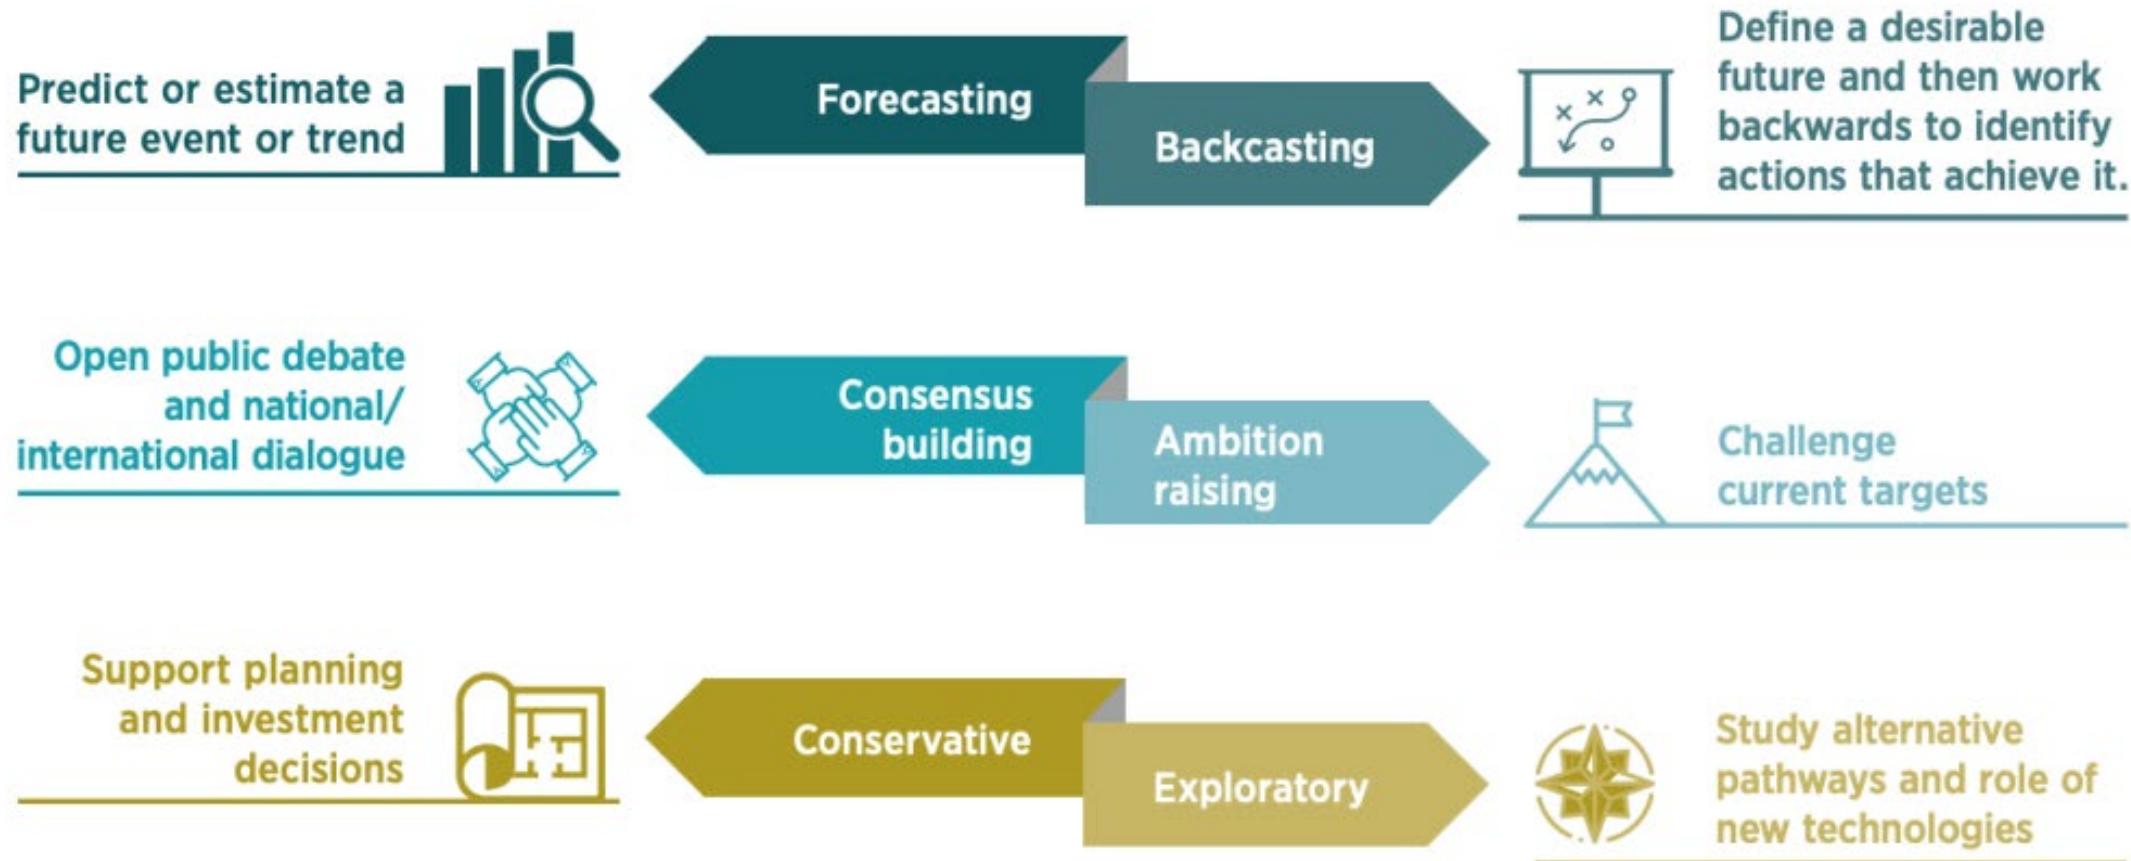 Predict or estimate a
future event or trend
Forecasting
Backcasting
Define a desirable
future and then work
backwards to identify
actions that achieve it.
Open public debate
and national/
international dialogue
Consensus
building
Ambition
raising
Challenge
current targets
Support planning
and investment
decisions
Conservative
Exploratory
Study alternative
pathways and role of
new technologies